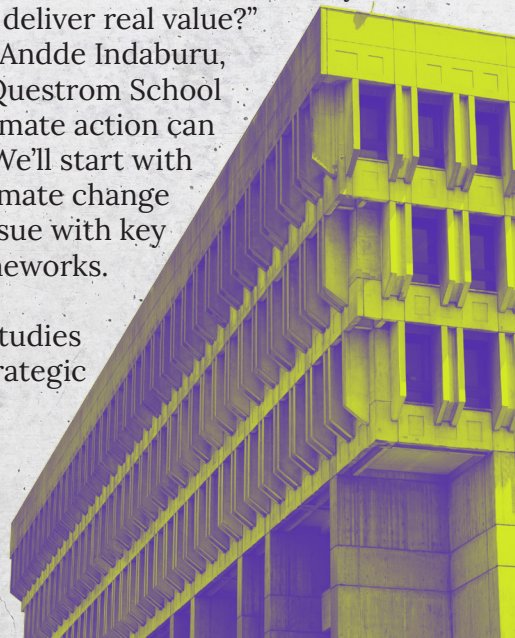 deliver real value?”
Andde Indaburu,
Questrom School
mate action can
We’ll start with
mate change
sue with key
neworks.
tudies
rategic